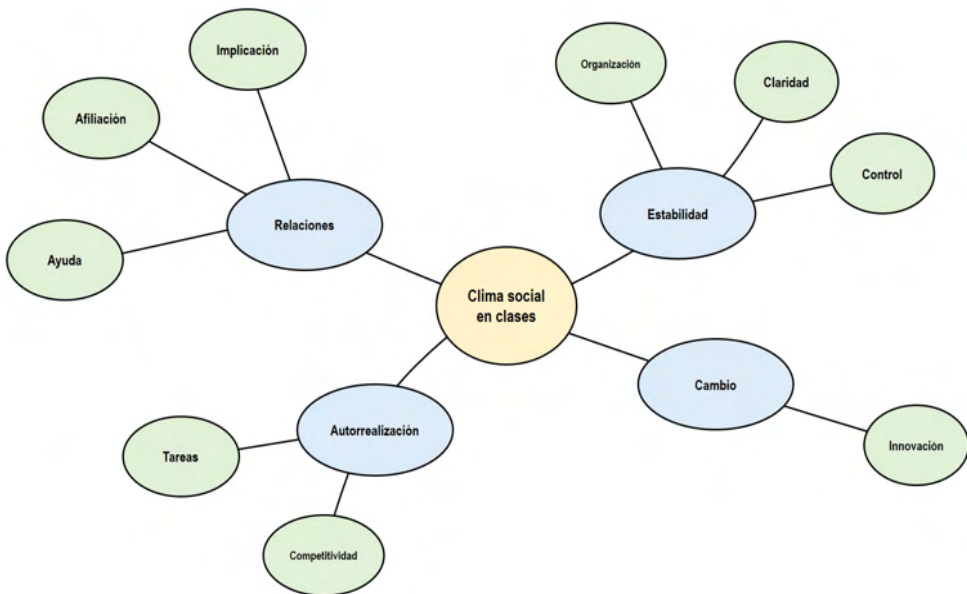 Implicación
Organización
Claridad
Afiliación
Control
Relaciones
Estabilidad
Ayuda
Clima social
en clases
Cambio
Autorrealización
Innovación
Tareas
Competitividad